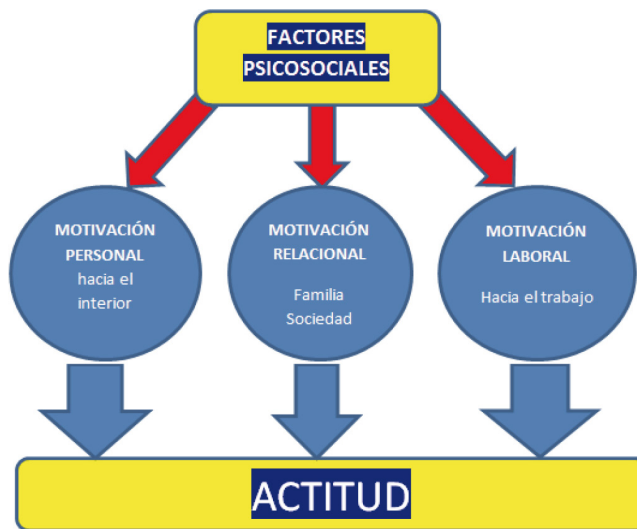 FACTORES
PSICOSOCIALES
MOTIVACIÓN
PERSONAL
hacia el
interior
MOTIVACIÓN
RELACIONAL
Familia
Sociedad
MOTIVACIÓN
LABORAL
Hacia el trabajo
ACTITUD